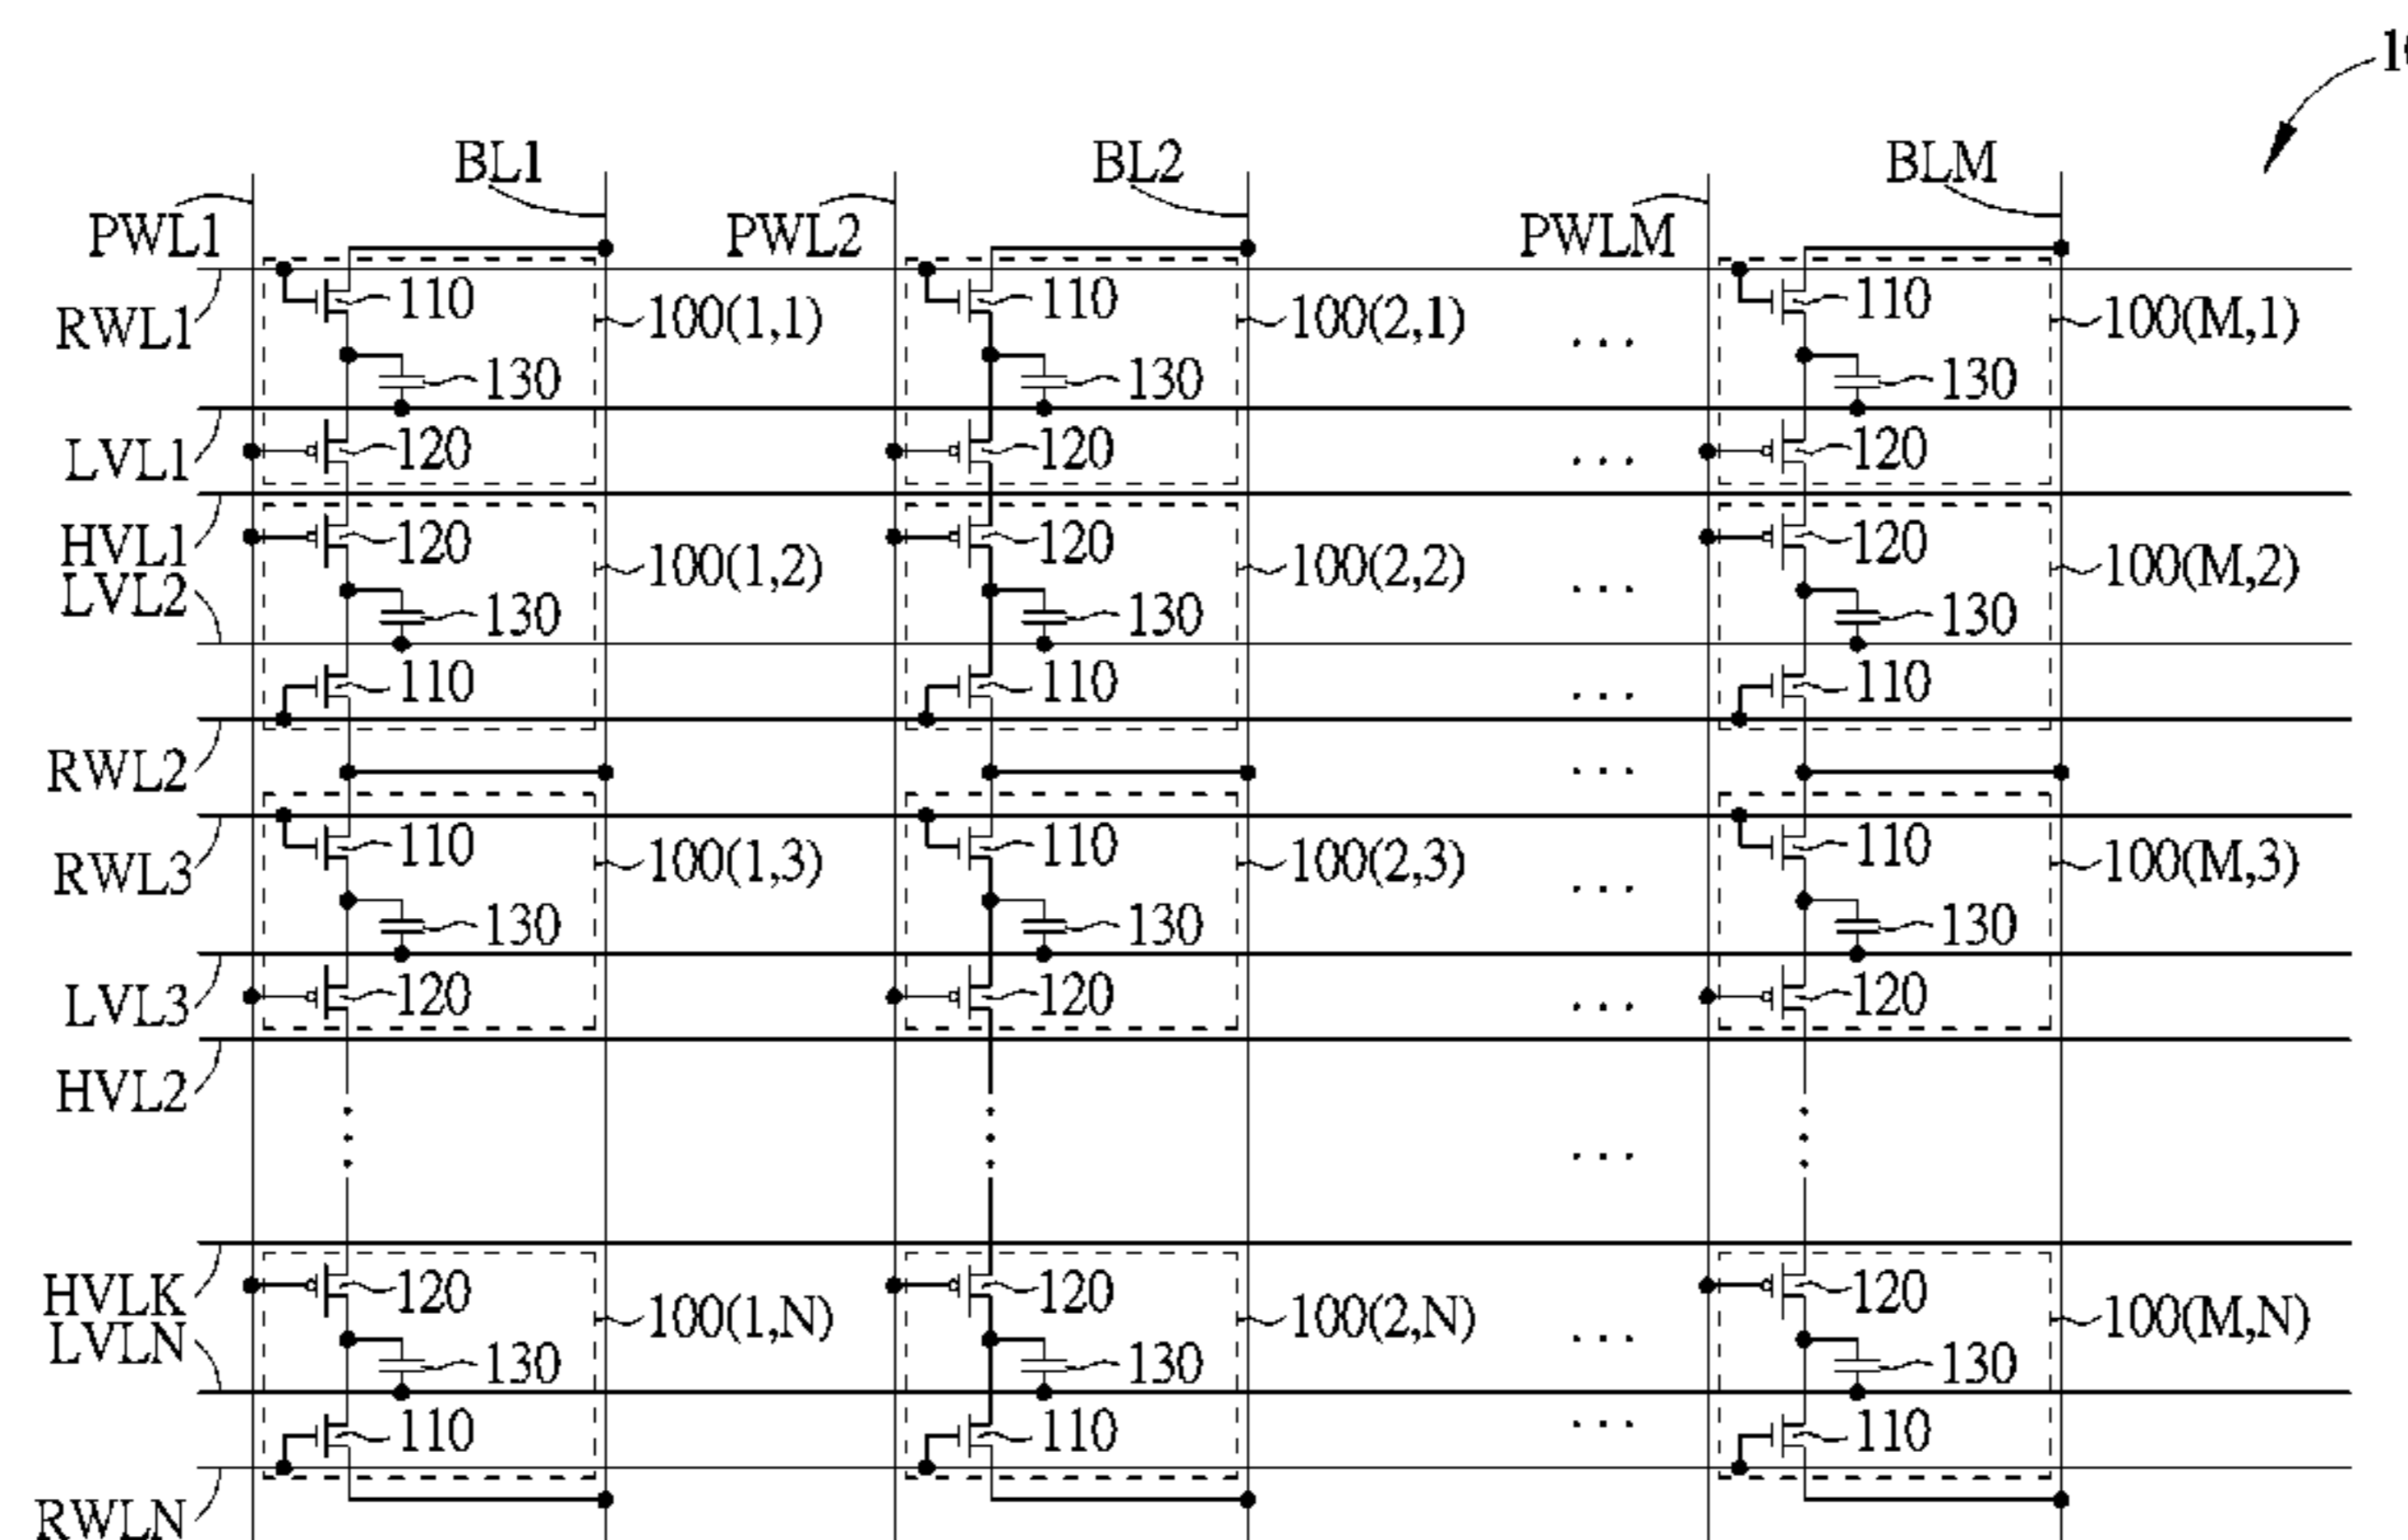 10
BL1 BL2 BLM
PWL1 PWL2 PWLM
RWL1 110 100(1,1) 110 100(2,1) ... 110 100(M,1)
130 130 130
LVL1 120 120 ... 120
HVL1 120 100(1,2) 120 100(2,2) ... 120 100(M,2)
LVL2 130 130 130
110 110 ... 110
RWL2 ...
RWL3 110 100(1,3) 110 100(2,3) ... 110 100(M,3)
130 130 130
LVL3 120 120 ... 120
HVL2
...
HVLK 120 100(1,N) 120 100(2,N) ... 120 100(M,N)
LVLN 130 130 130
110 110 ... 110
RWLN